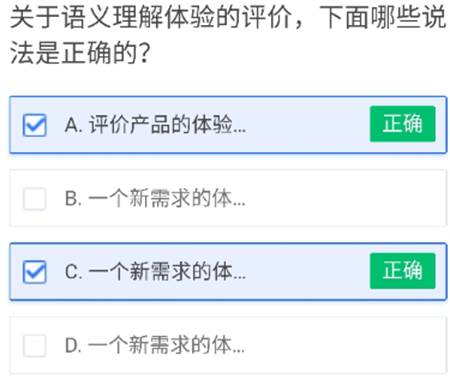 关于语义理解体验的评价，下面哪些说
法是正确的？
A. 评价产品的体验... 正确
B. 一个新需求的体...
C. 一个新需求的体... 正确
D. 一个新需求的体...